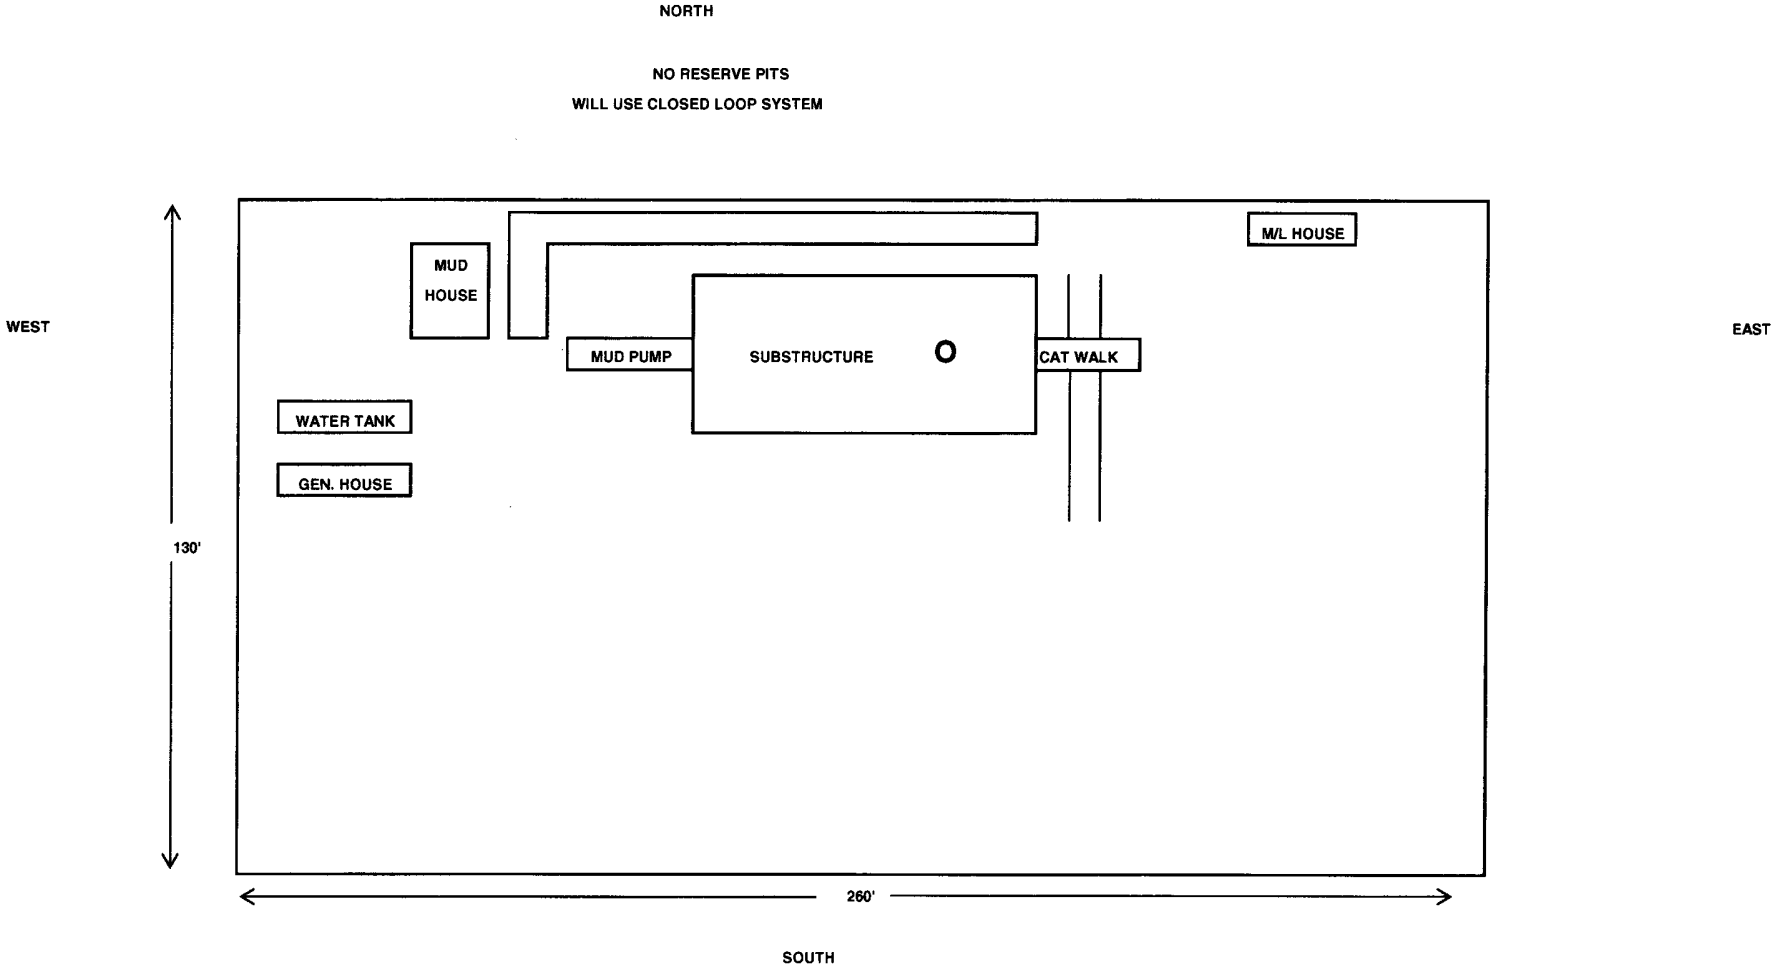 NORTH
NO RESERVE PITS
WILL USE CLOSED LOOP SYSTEM
M/L HOUSE
MUD
HOUSE
WEST
EAST
MUD PUMP
SUBSTRUCTURE
O
CAT WALK
WATER TANK
GEN. HOUSE
130'
260'
SOUTH